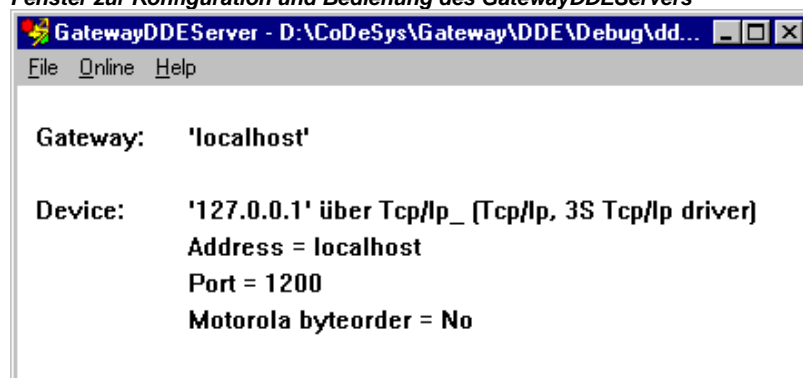 Fenster zur Konfiguration und Bedienung des GatewayDDEServers
GatewayDDEServer - D:\CoDeSys\Gateway\DDE\Debug\dd...
File Online Help
Gateway: 'localhost'
Device: '127.0.0.1' über Tcp/Ip_ (Tcp/Ip, 3S Tcp/Ip driver)
Address = localhost
Port = 1200
Motorola byteorder = No